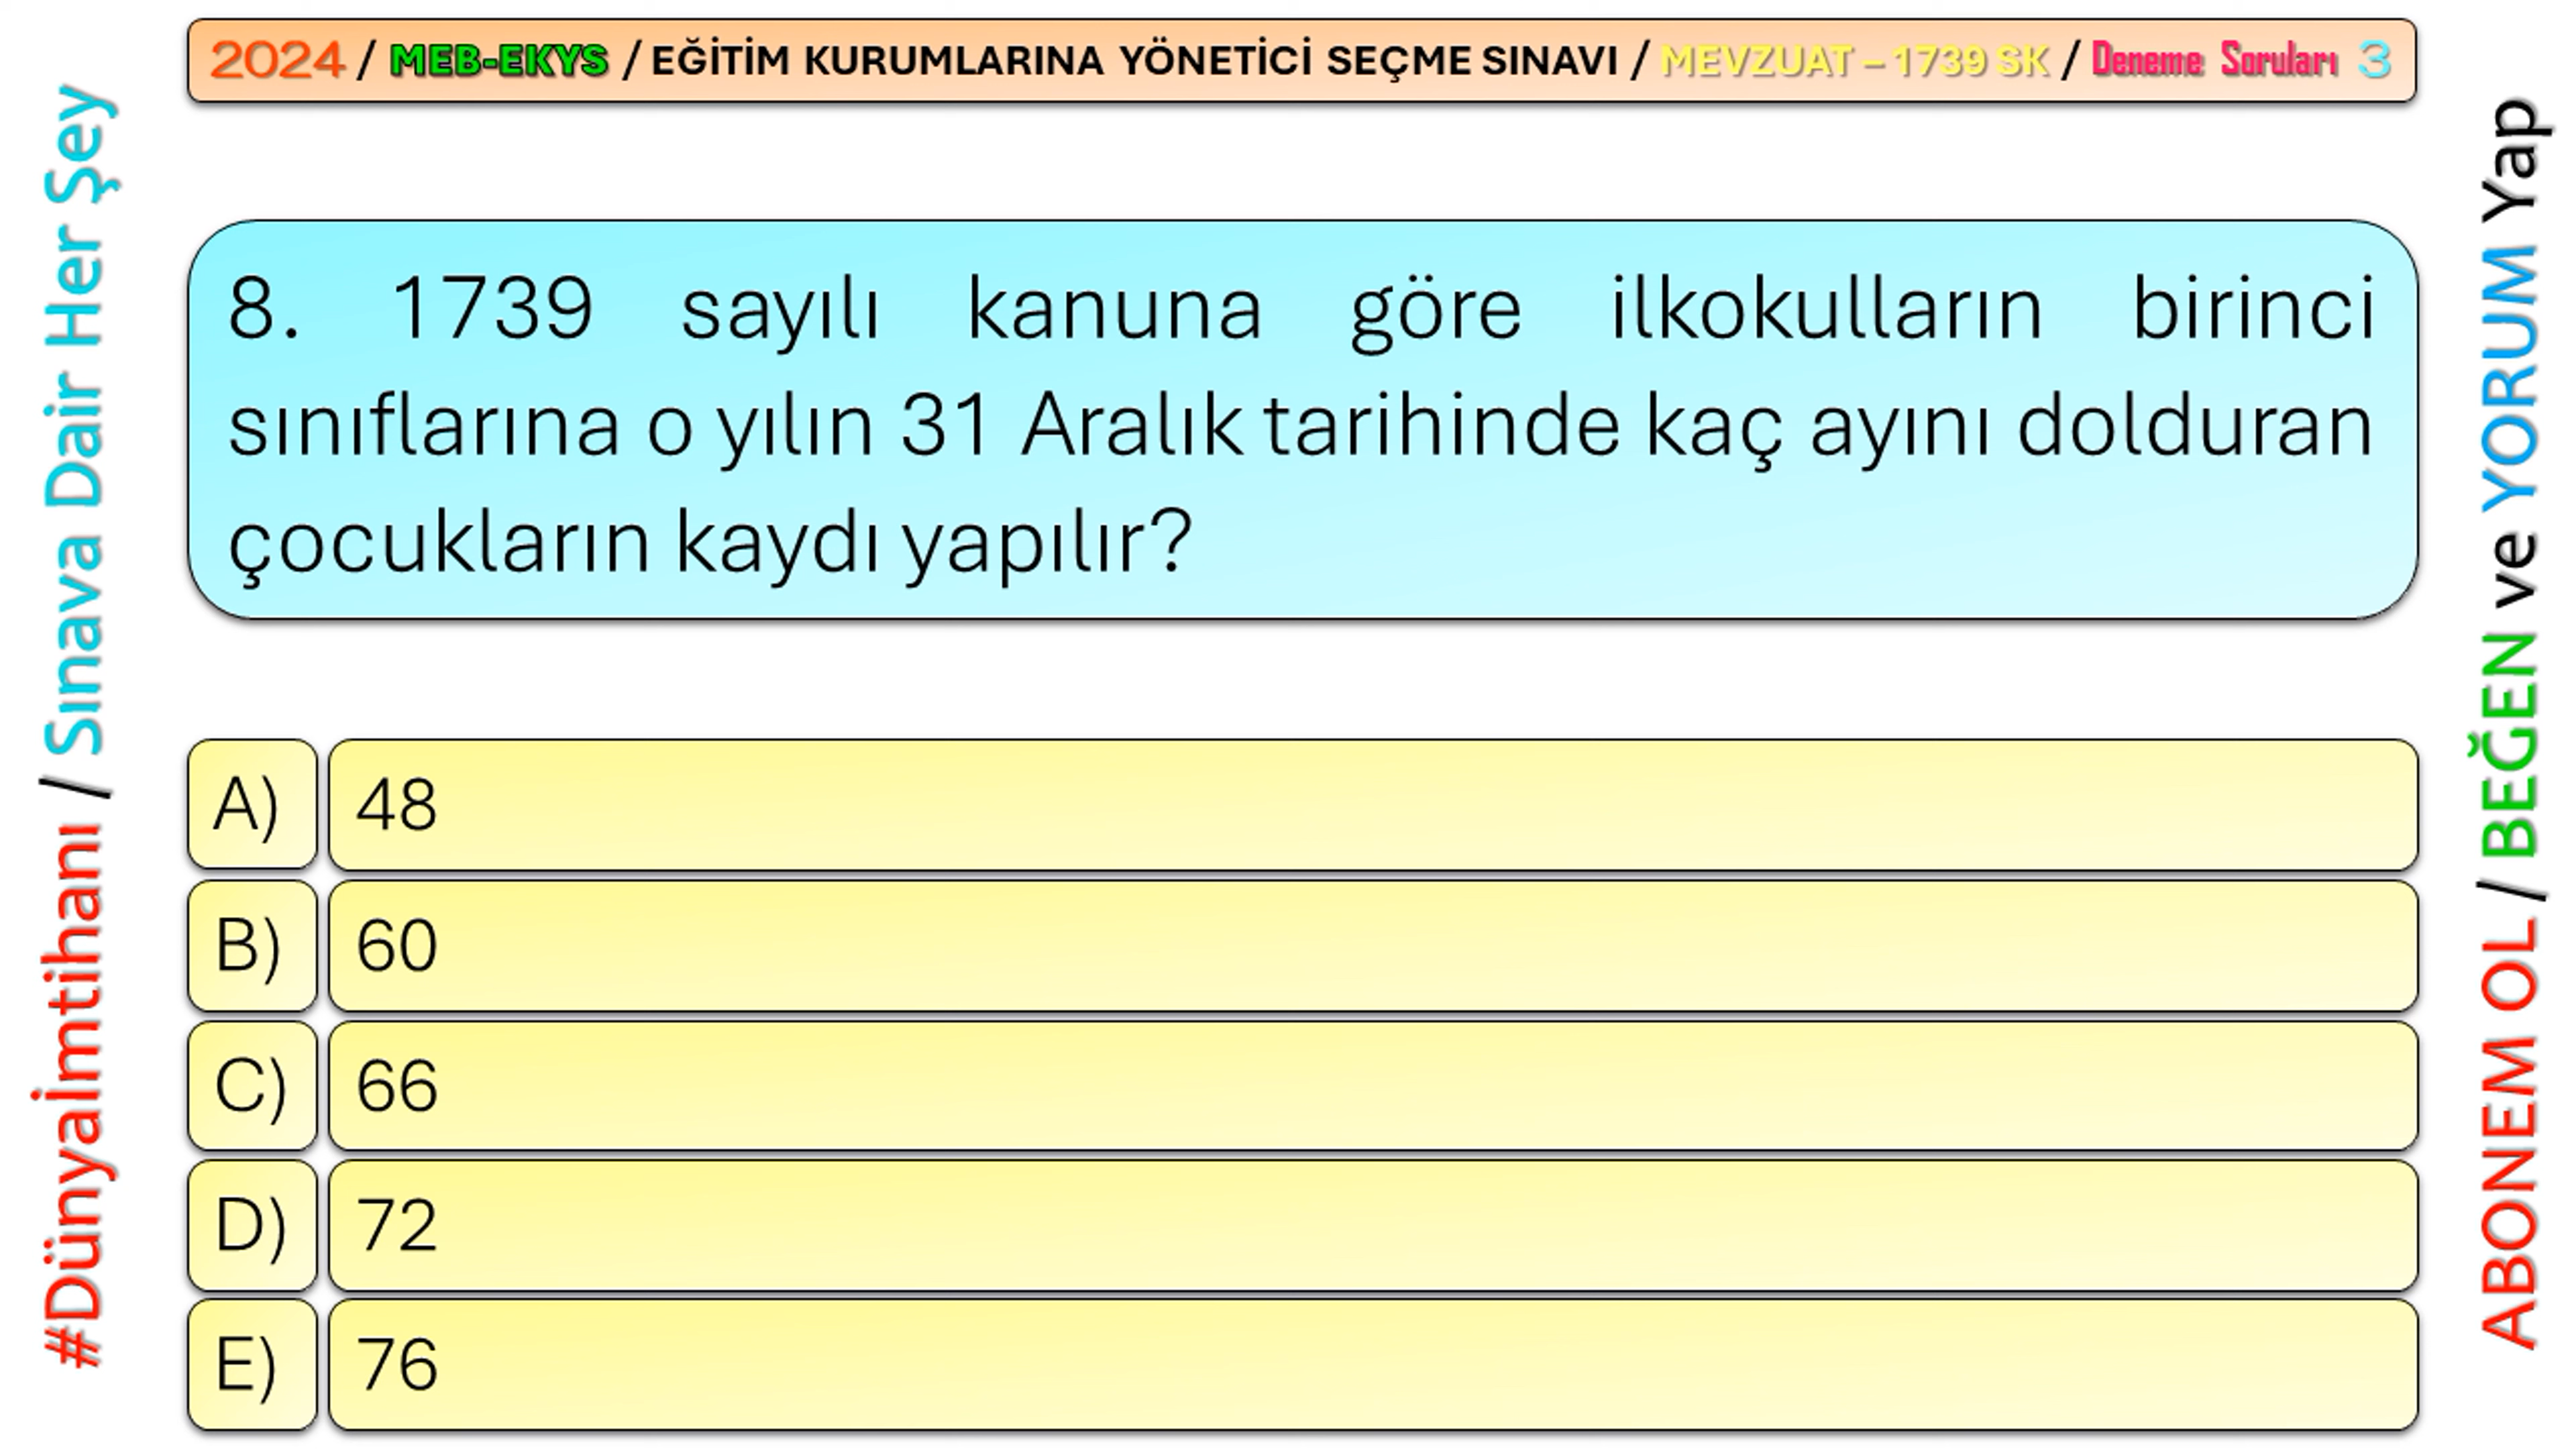 2024 / MEB-EKYS / EĞİTİM KURUMLARINA YÖNETİCİ SEÇME SINAVI / MEVZUAT – 1739 SK / Deneme Soruları 3
#Dünyaİmtihanı / Sınava Dair Her Şey
8. 1739 sayılı kanuna göre ilkokulların birinci
sınıflarına o yılın 31 Aralık tarihinde kaç ayını dolduran
çocukların kaydı yapılır?
A) 48
B) 60
C) 66
D) 72
E) 76
ABONEM OL / BEĞEN ve YORUM Yap